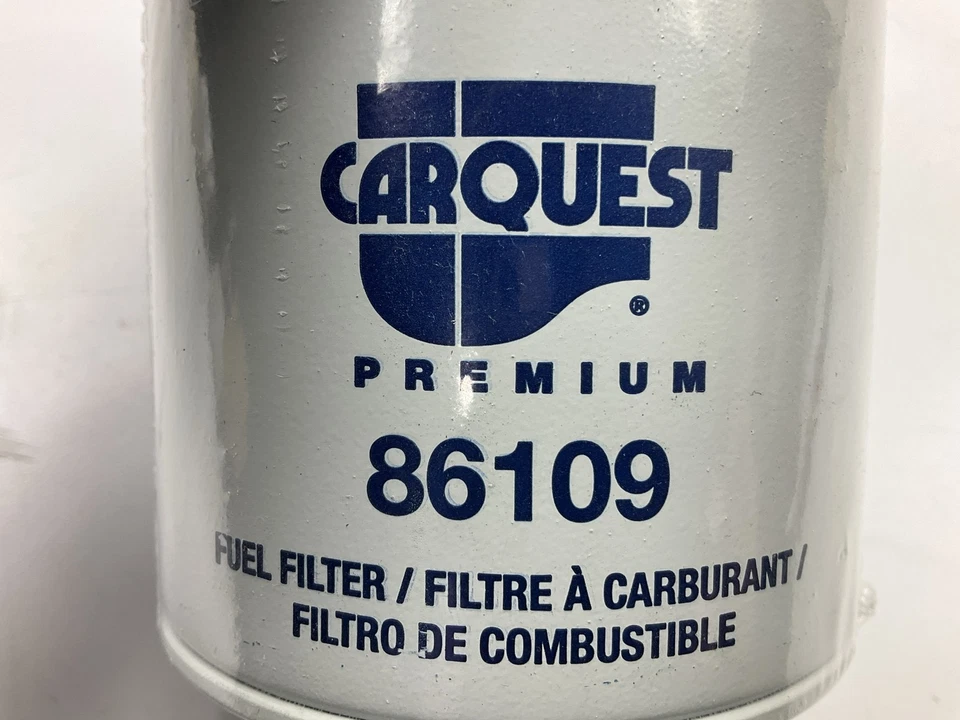 CARQUEST
®
PREMIUM
86109
FUEL FILTER / FILTRE À CARBURANT /
FILTRO DE COMBUSTIBLE